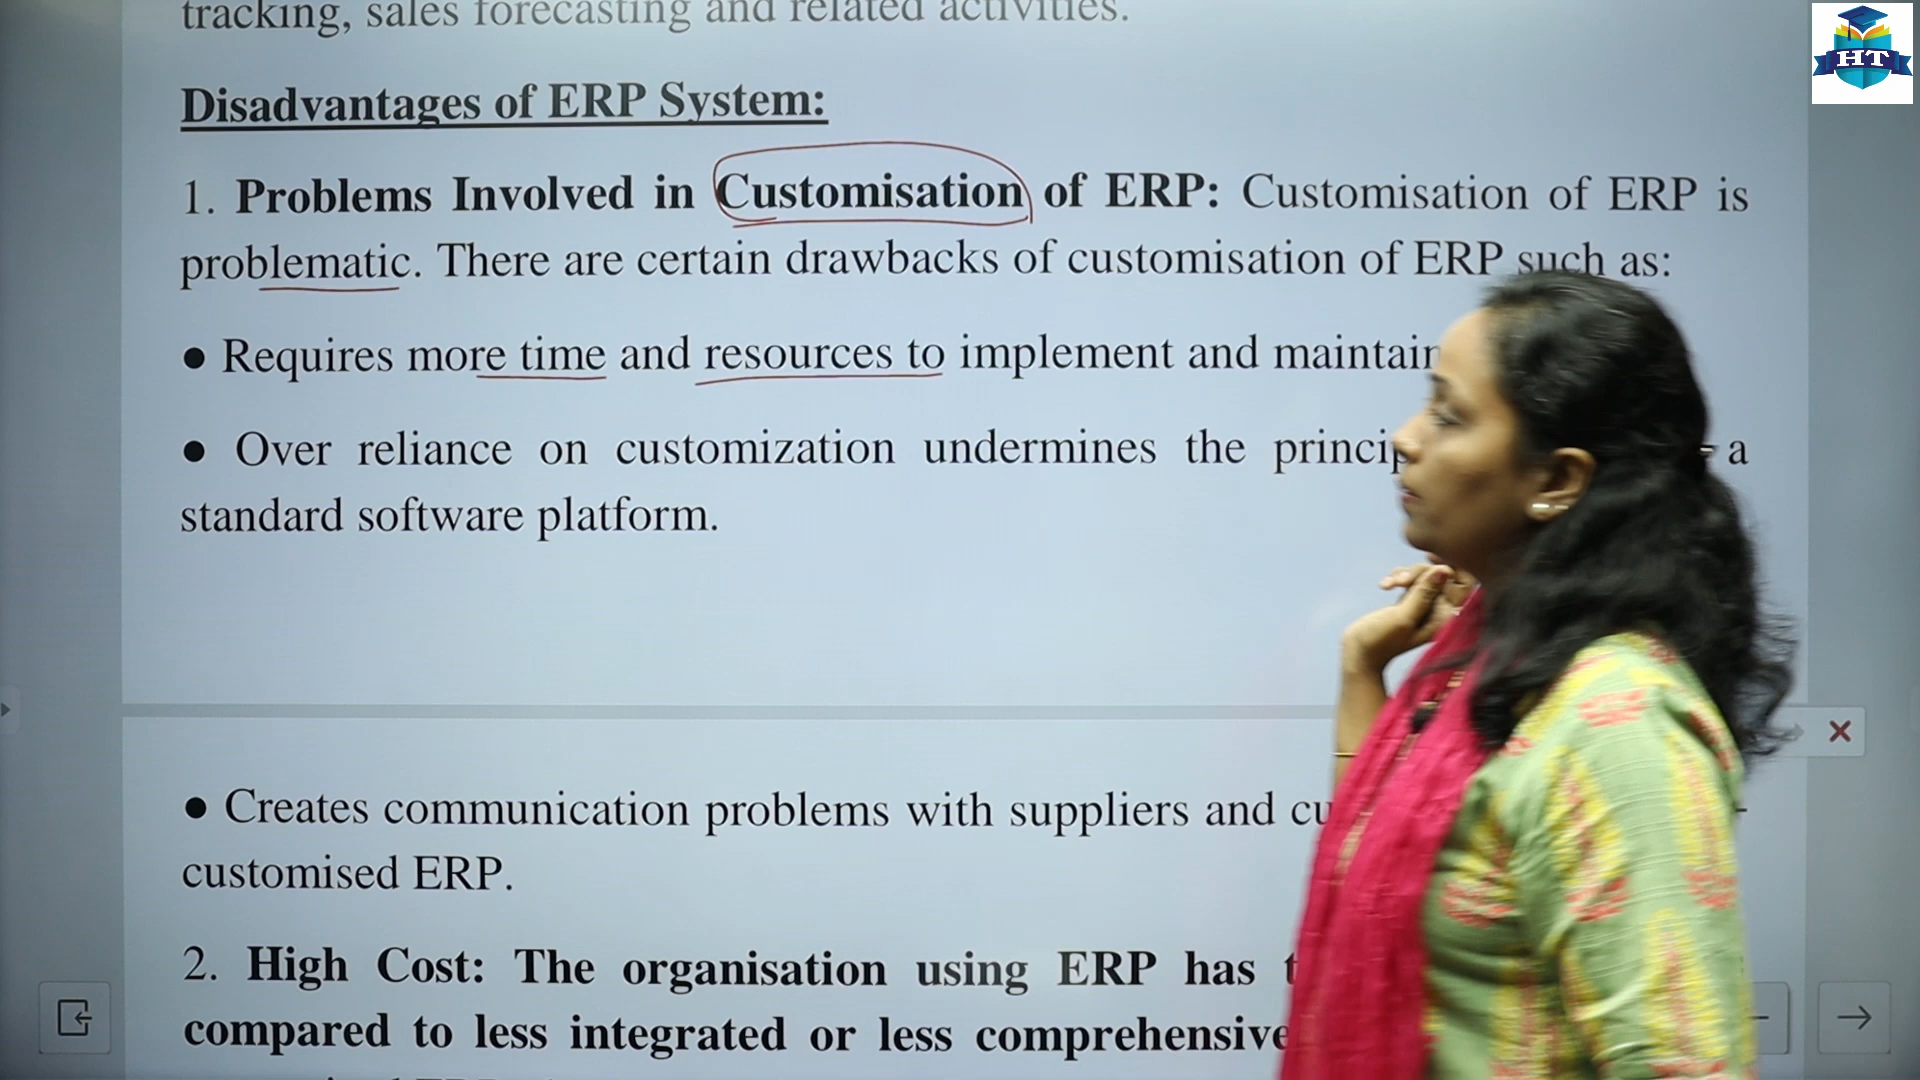 tracking, sales forecasting and related activities.
Disadvantages of ERP System:
1. Problems Involved in Customisation of ERP: Customisation of ERP is
problematic. There are certain drawbacks of customisation of ERP such as:
● Requires more time and resources to implement and maintain
● Over reliance on customization undermines the a
standard software platform.
● Creates communication problems with suppliers and
customised ERP.
2. High Cost: The organisation using ERP has
compared to less integrated or less comprehensive
HT